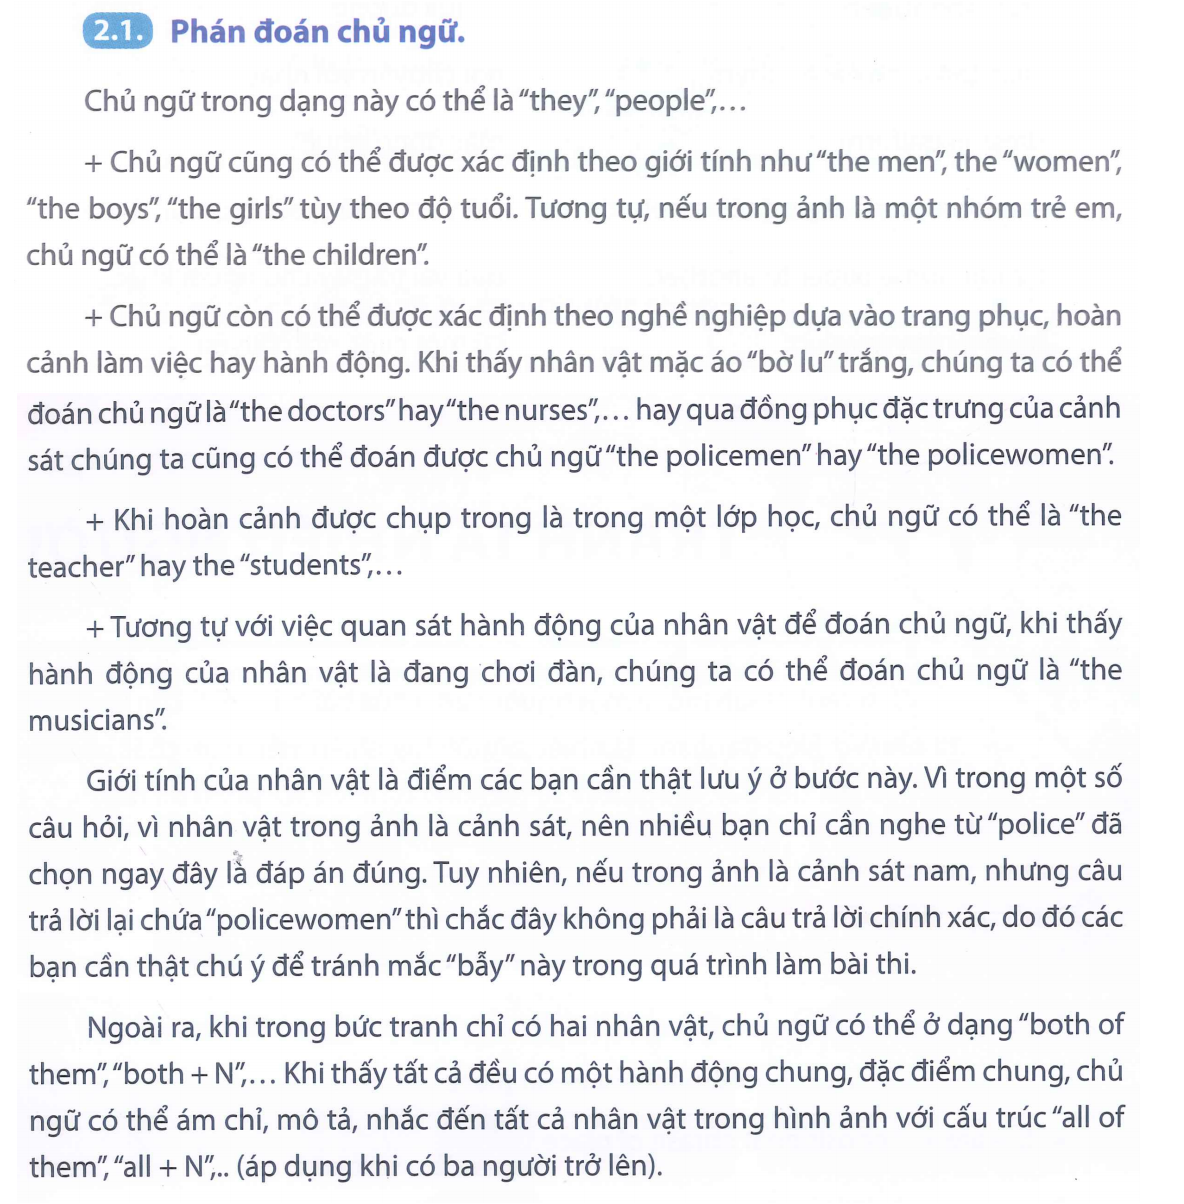 2.1. Phán đoán chủ ngữ.
Chủ ngữ trong dạng này có thể là “they”, “people”,…
+ Chủ ngữ cũng có thể được xác định theo giới tính như “the men”, the “women”,
“the boys”, “the girls” tùy theo độ tuổi. Tương tự, nếu trong ảnh là một nhóm trẻ em,
chủ ngữ có thể là “the children”.
+ Chủ ngữ còn có thể được xác định theo nghề nghiệp dựa vào trang phục, hoàn
cảnh làm việc hay hành động. Khi thấy nhân vật mặc áo “bờ lu” trắng, chúng ta có thể
đoán chủ ngữ là “the doctors” hay “the nurses”,… hay qua đồng phục đặc trưng của cảnh
sát chúng ta cũng có thể đoán được chủ ngữ “the policemen” hay “the policewomen”.
+ Khi hoàn cảnh được chụp trong là trong một lớp học, chủ ngữ có thể là “the
teacher” hay the “students”,…
+ Tương tự với việc quan sát hành động của nhân vật để đoán chủ ngữ, khi thấy
hành động của nhân vật là đang chơi đàn, chúng ta có thể đoán chủ ngữ là “the
musicians”.
Giới tính của nhân vật là điểm các bạn cần thật lưu ý ở bước này. Vì trong một số
câu hỏi, vì nhân vật trong ảnh là cảnh sát, nên nhiều bạn chỉ cần nghe từ “police” đã
chọn ngay đây là đáp án đúng. Tuy nhiên, nếu trong ảnh là cảnh sát nam, nhưng câu
trả lời lại chứa “policewomen” thì chắc đây không phải là câu trả lời chính xác, do đó các
bạn cần thật chú ý để tránh mắc “bẫy” này trong quá trình làm bài thi.
Ngoài ra, khi trong bức tranh chỉ có hai nhân vật, chủ ngữ có thể ở dạng “both of
them”, “both + N”,… Khi thấy tất cả đều có một hành động chung, đặc điểm chung, chủ
ngữ có thể ám chỉ, mô tả, nhắc đến tất cả nhân vật trong hình ảnh với cấu trúc “all of
them”, “all + N”,.. (áp dụng khi có ba người trở lên).